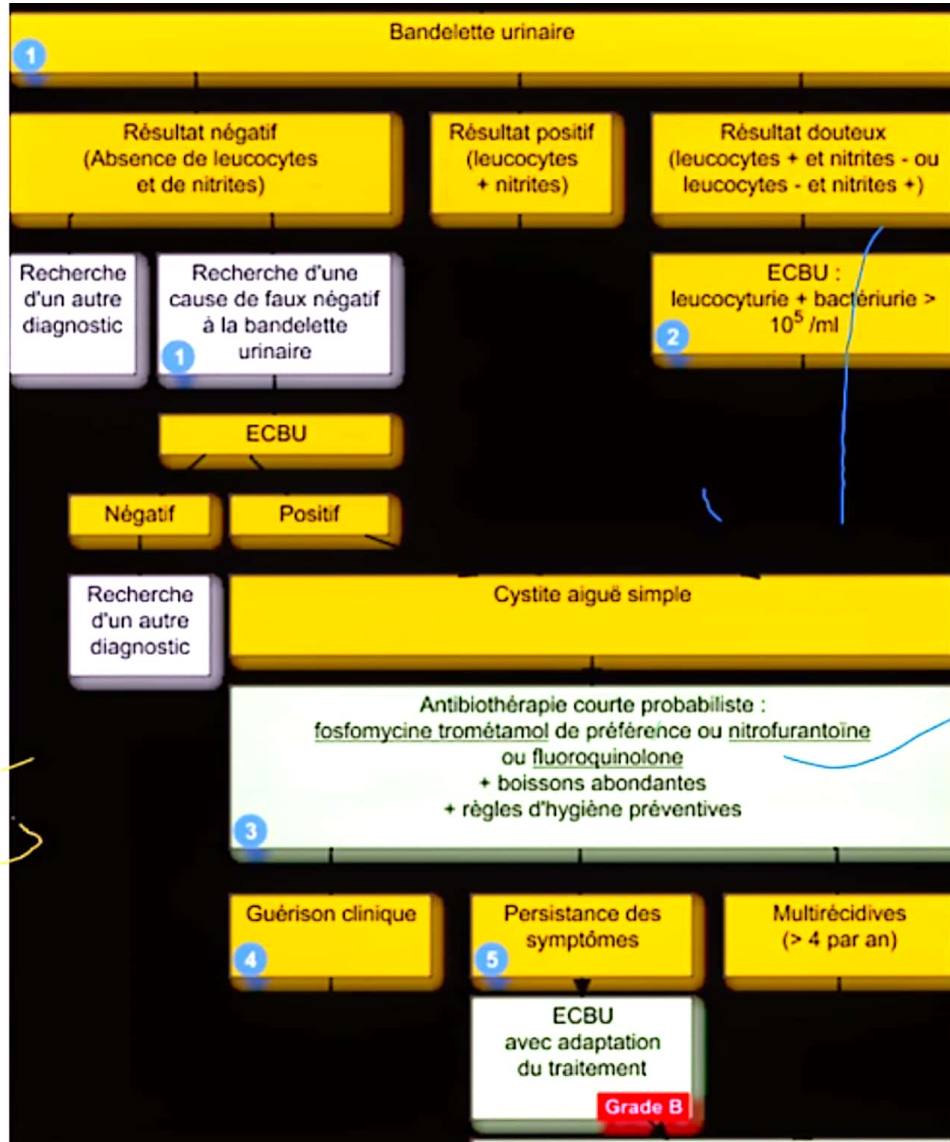 Bandelette urinaire
1
Résultat négatif
(Absence de leucocytes
et de nitrites)
Résultat positif
(leucocytes
+ nitrites)
Résultat douteux
(leucocytes + et nitrites - ou
leucocytes - et nitrites +)
Recherche
d'un autre
diagnostic
Recherche d'une
cause de faux négatif
à la bandelette
urinaire
1
ECBU :
leucocyturie + bactériurie >
10⁵ /ml
2
ECBU
Négatif
Positif
Recherche
d'un autre
diagnostic
Cystite aiguë simple
Antibiothérapie courte probabiliste :
fosfomycine trométamol de préférence ou nitrofurantoïne
ou fluoroquinolone
+ boissons abondantes
+ règles d'hygiène préventives
3
Guérison clinique
4
Persistance des
symptômes
5
Multirécidives
(> 4 par an)
ECBU
avec adaptation
du traitement
Grade B